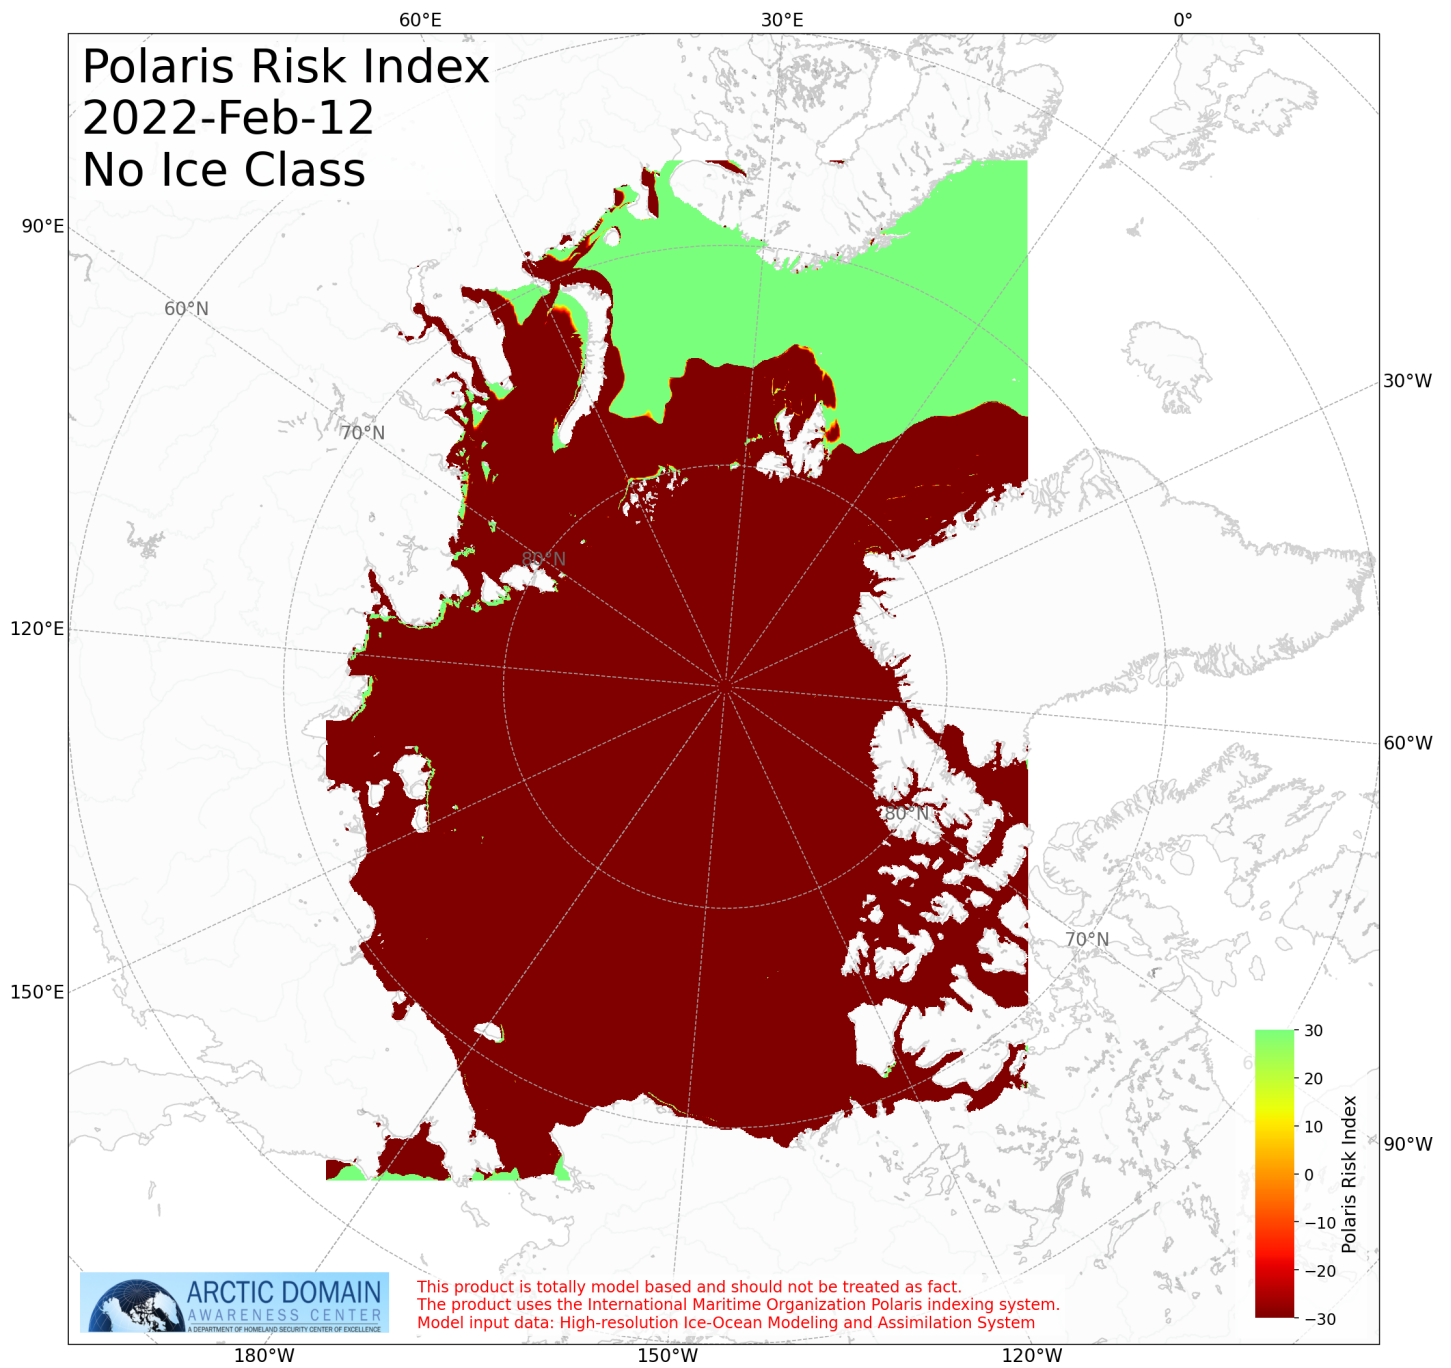 60°E
30°E
0°
Polaris Risk Index
2022-Feb-12
No Ice Class
90°E
60°N
30°W
70°N
80°N
120°E
60°W
80°N
70°N
150°E
30
20
10
0
−10
−20
−30
Polaris Risk Index
90°W
ARCTIC DOMAIN
AWARENESS CENTER
A DEPARTMENT OF HOMELAND SECURITY CENTER OF EXCELLENCE
This product is totally model based and should not be treated as fact.
The product uses the International Maritime Organization Polaris indexing system.
Model input data: High-resolution Ice-Ocean Modeling and Assimilation System
180°W
150°W
120°W